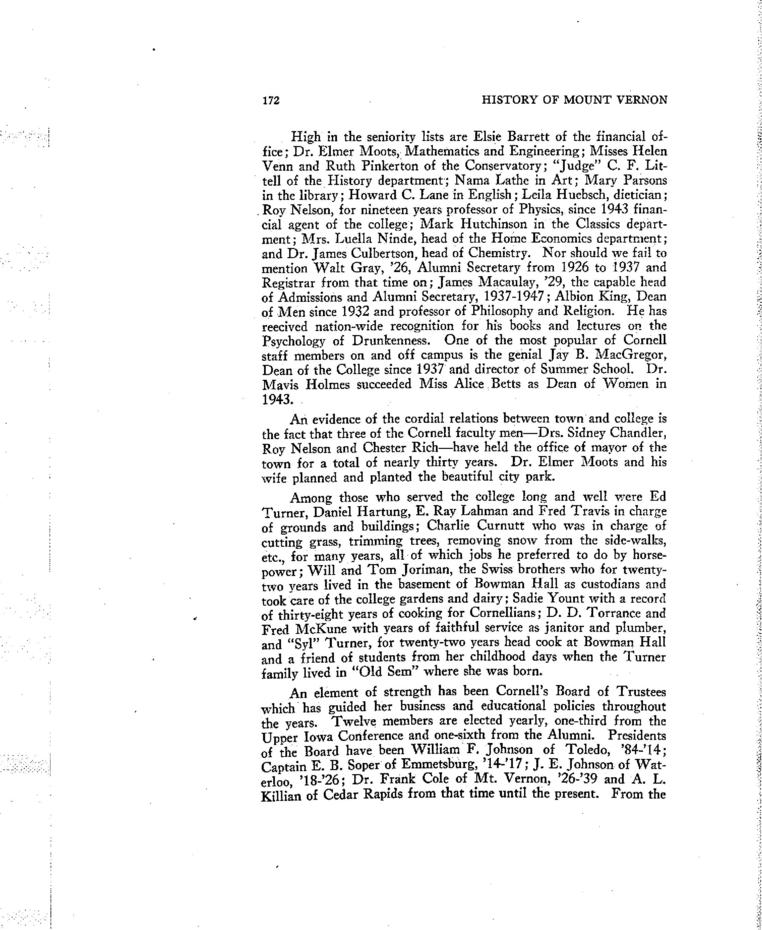 172 HISTORY OF MOUNT VERNON
High in the seniority lists are Elsie Barrett of the financial of-
fice; Dr. Elmer Moots, Mathematics and Engineering; Misses Helen
Venn and Ruth Pinkerton of the Conservatory; "Judge" C. F. Lit-
tell of the History department; Nama Lathe in Art; Mary Parsons
in the library; Howard C. Lane in English; Leila Huebsch, dietician;
Roy Nelson, for nineteen years professor of Physics, since 1943 finan-
cial agent of the college; Mark Hutchinson in the Classics depart-
ment; Mrs. Luella Ninde, head of the Home Economics department;
and Dr. James Culbertson, head of Chemistry. Nor should we fail to
mention Walt Gray, '26, Alumni Secretary from 1926 to 1937 and
Registrar from that time on; James Macaulay, '29, the capable head
of Admissions and Alumni Secretary, 1937-1947; Albion King, Dean
of Men since 1932 and professor of Philosophy and Religion. He has
reecived nation-wide recognition for his books and lectures on the
Psychology of Drunkenness. One of the most popular of Cornell
staff members on and off campus is the genial Jay B. MacGregor,
Dean of the College since 1937 and director of Summer School. Dr.
Mavis Holmes succeeded Miss Alice Betts as Dean of Women in
1943.
An evidence of the cordial relations between town and college is
the fact that three of the Cornell faculty men—Drs. Sidney Chandler,
Roy Nelson and Chester Rich—have held the office of mayor of the
town for a total of nearly thirty years. Dr. Elmer Moots and his
wife planned and planted the beautiful city park.
Among those who served the college long and well were Ed
Turner, Daniel Hartung, E. Ray Lahman and Fred Travis in charge
of grounds and buildings; Charlie Curnutt who was in charge of
cutting grass, trimming trees, removing snow from the side-walks,
etc., for many years, all of which jobs he preferred to do by horse-
power; Will and Tom Joriman, the Swiss brothers who for twenty-
two years lived in the basement of Bowman Hall as custodians and
took care of the college gardens and dairy; Sadie Yount with a record
of thirty-eight years of cooking for Cornellians; D. D. Torrance and
Fred McKune with years of faithful service as janitor and plumber,
and "Syl" Turner, for twenty-two years head cook at Bowman Hall
and a friend of students from her childhood days when the Turner
family lived in "Old Sem" where she was born.
An element of strength has been Cornell's Board of Trustees
which has guided her business and educational policies throughout
the years. Twelve members are elected yearly, one-third from the
Upper Iowa Conference and one-sixth from the Alumni. Presidents
of the Board have been William F. Johnson of Toledo, '84-'14;
Captain E. B. Soper of Emmetsburg, '14-'17; J. E. Johnson of Wat-
erloo, '18-'26; Dr. Frank Cole of Mt. Vernon, '26-'39 and A. L.
Killian of Cedar Rapids from that time until the present. From the